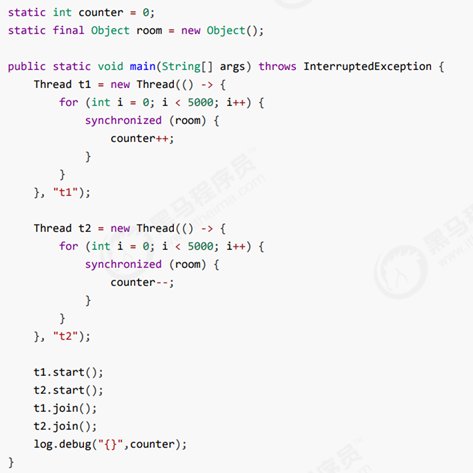 static int counter = 0;
static final Object room = new Object();

public static void main(String[] args) throws InterruptedException {
    Thread t1 = new Thread(() -> {
        for (int i = 0; i < 5000; i++) {
            synchronized (room) {
                counter++;
            }
        }
    }, "t1");

    Thread t2 = new Thread(() -> {
        for (int i = 0; i < 5000; i++) {
            synchronized (room) {
                counter--;
            }
        }
    }, "t2");

    t1.start();
    t2.start();
    t1.join();
    t2.join();
    log.debug("{}",counter);
}
黑马程序员